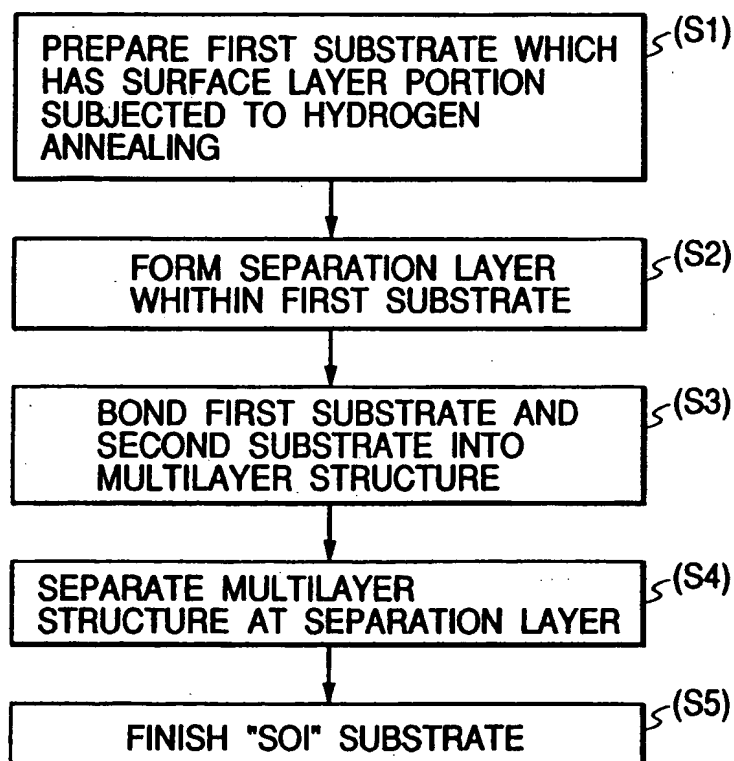 PREPARE FIRST SUBSTRATE WHICH
HAS SURFACE LAYER PORTION
SUBJECTED TO HYDROGEN
ANNEALING
(S1)
FORM SEPARATION LAYER
WHITHIN FIRST SUBSTRATE
(S2)
BOND FIRST SUBSTRATE AND
SECOND SUBSTRATE INTO
MULTILAYER STRUCTURE
(S3)
SEPARATE MULTILAYER
STRUCTURE AT SEPARATION LAYER
(S4)
FINISH "SOI" SUBSTRATE
(S5)